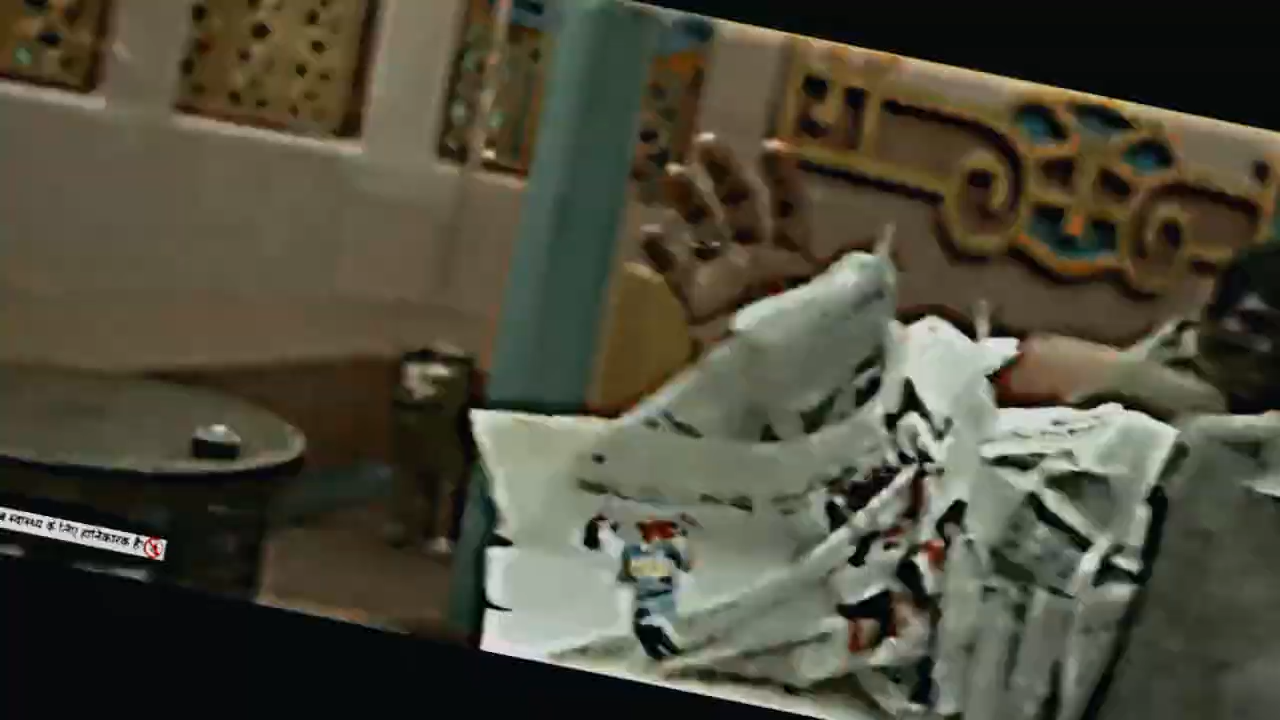 स्वास्थ्य के लिए हानिकारक है